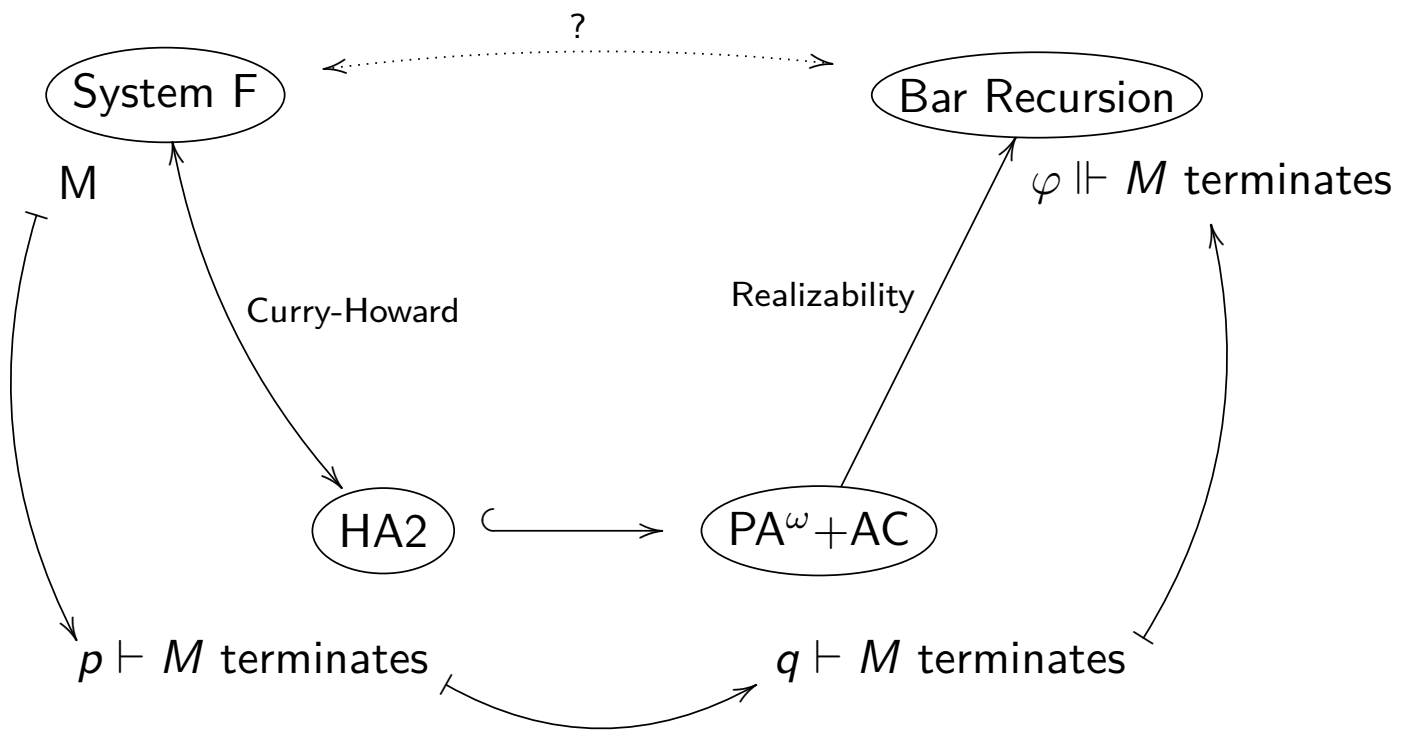 ?
System F
Bar Recursion
M
φ ⊩ M terminates
Curry-Howard
Realizability
HA2
PA^ω+AC
p ⊢ M terminates
q ⊢ M terminates